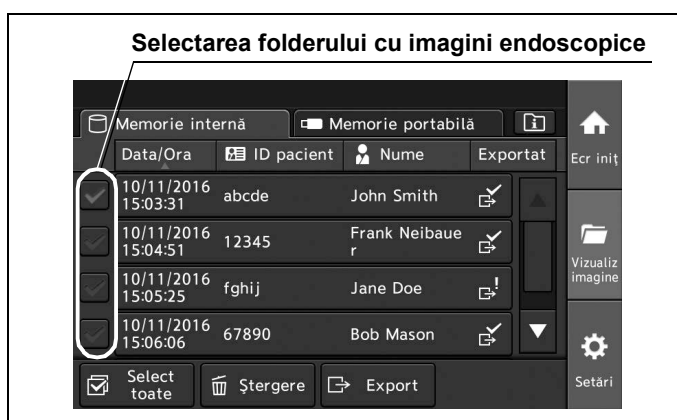 Selectarea folderului cu imagini endoscopice
Memorie internă
Memorie portabilă
Data/Ora
ID pacient
Nume
Exportat
Ecr iniț
10/11/2016
15:03:31
abcde
John Smith
10/11/2016
15:04:51
12345
Frank Neibaue
r
Vizualiz
imagine
10/11/2016
15:05:25
fghij
Jane Doe
10/11/2016
15:06:06
67890
Bob Mason
Select
toate
Ștergere
Export
Setări